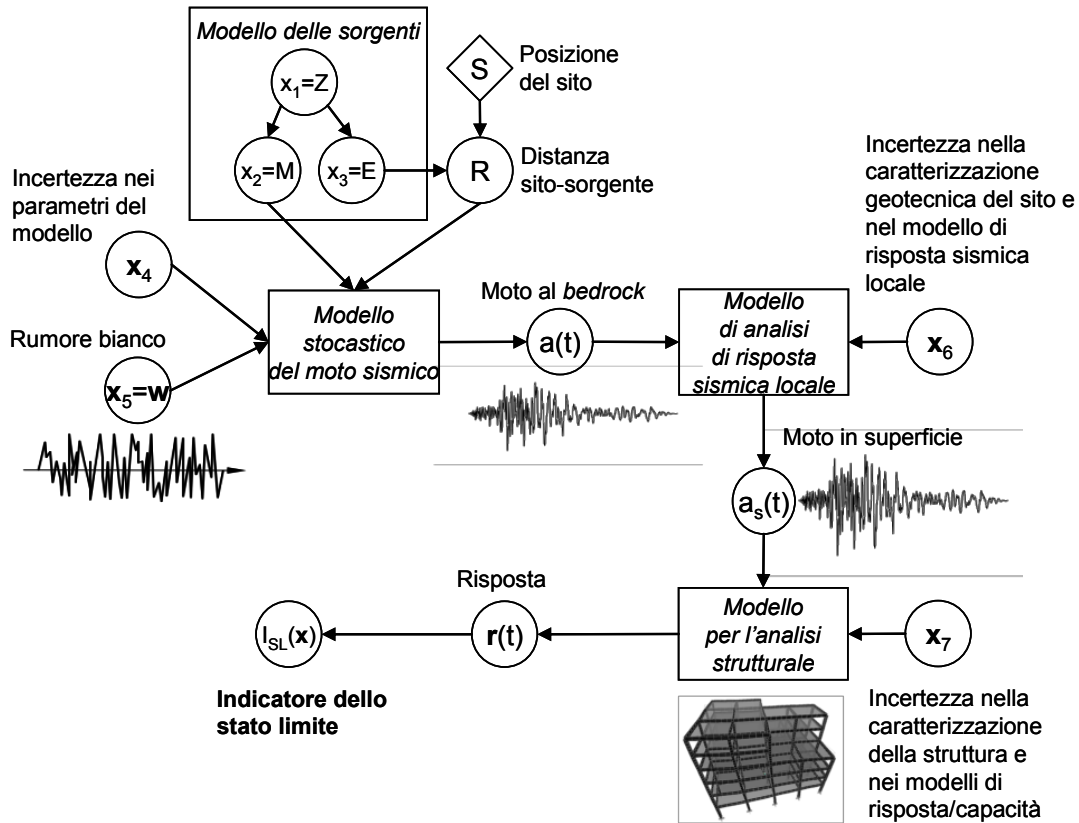 Modello delle sorgenti
x1=Z
x2=M
x3=E
S
Posizione
del sito
R
Distanza
sito-sorgente
Incertezza nei
parametri del
modello
x4
Rumore bianco
x5=w
Modello
stocastico
del moto sismico
Moto al bedrock
a(t)
Modello
di analisi
di risposta
sismica locale
Incertezza nella
caratterizzazione
geotecnica del sito e
nel modello di
risposta sismica
locale
x6
Moto in superficie
as(t)
Modello
per l'analisi
strutturale
x7
Incertezza nella
caratterizzazione
della struttura e
nei modelli di
risposta/capacità
Risposta
r(t)
ISL(x)
Indicatore dello
stato limite